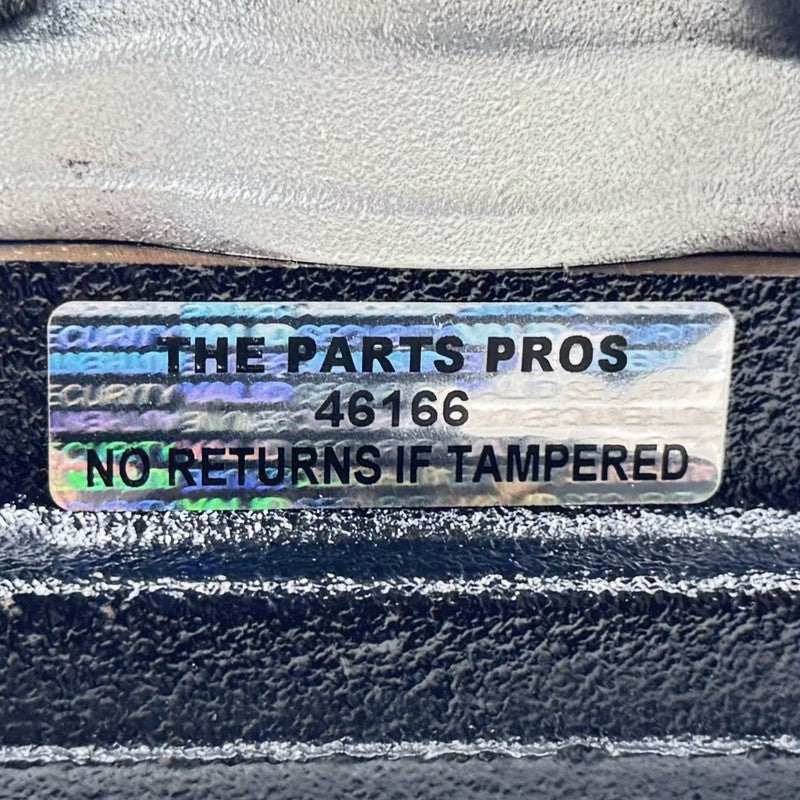 THE PARTS PROS
46166
NO RETURNS IF TAMPERED